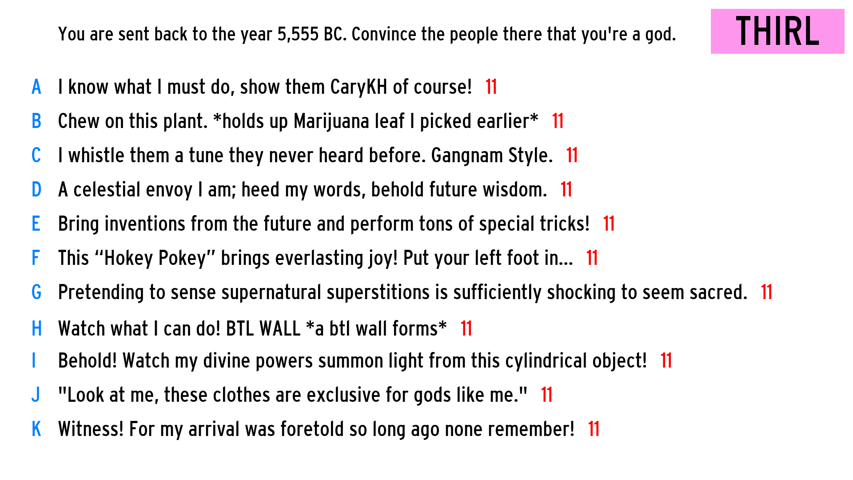 You are sent back to the year 5,555 BC. Convince the people there that you're a god.
THIRL
A I know what I must do, show them CaryKH of course! 11
B Chew on this plant. *holds up Marijuana leaf I picked earlier* 11
C I whistle them a tune they never heard before. Gangnam Style. 11
D A celestial envoy I am; heed my words, behold future wisdom. 11
E Bring inventions from the future and perform tons of special tricks! 11
F This “Hokey Pokey” brings everlasting joy! Put your left foot in... 11
G Pretending to sense supernatural superstitions is sufficiently shocking to seem sacred. 11
H Watch what I can do! BTL WALL *a btl wall forms* 11
I Behold! Watch my divine powers summon light from this cylindrical object! 11
J "Look at me, these clothes are exclusive for gods like me." 11
K Witness! For my arrival was foretold so long ago none remember! 11